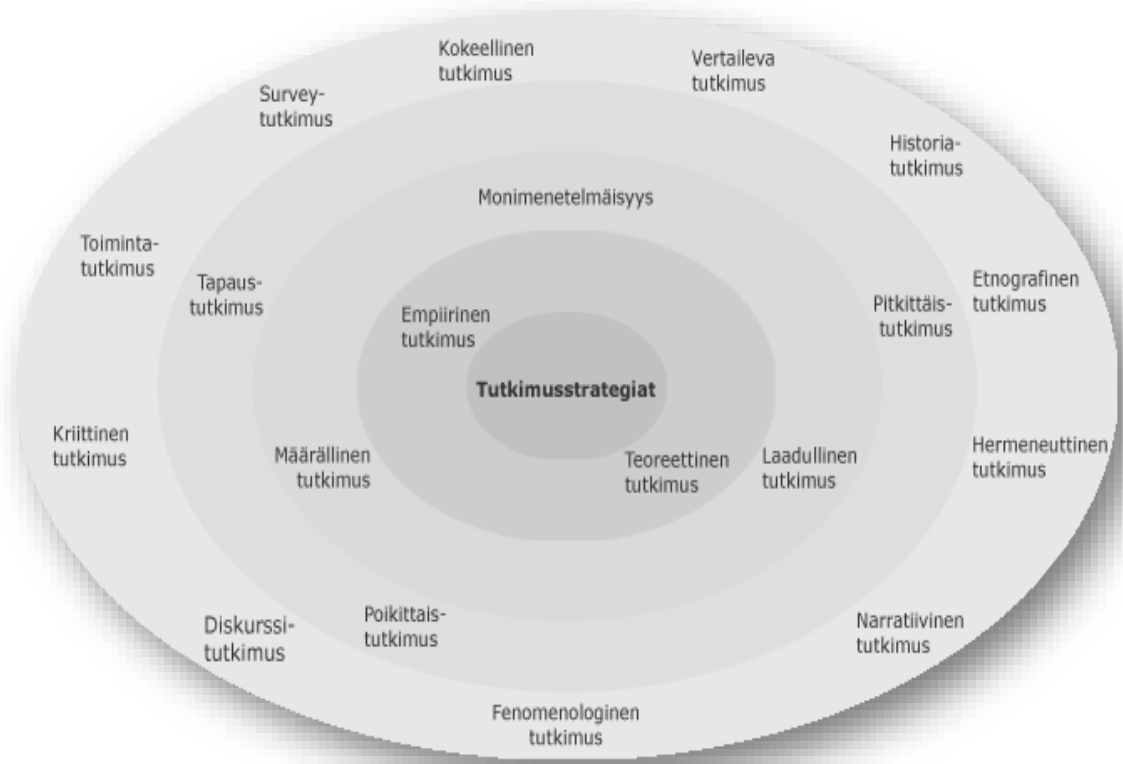 Kokeellinen
tutkimus
Vertaileva
tutkimus
Survey-
tutkimus
Historia-
tutkimus
Monimenetelmäisyys
Toiminta-
tutkimus
Tapaus-
tutkimus
Etnografinen
tutkimus
Pitkittäis-
tutkimus
Empiirinen
tutkimus
Tutkimusstrategiat
Kriittinen
tutkimus
Määrällinen
tutkimus
Teoreettinen
tutkimus
Laadullinen
tutkimus
Hermeneuttinen
tutkimus
Diskurssi-
tutkimus
Poikittais-
tutkimus
Narratiivinen
tutkimus
Fenomenologinen
tutkimus